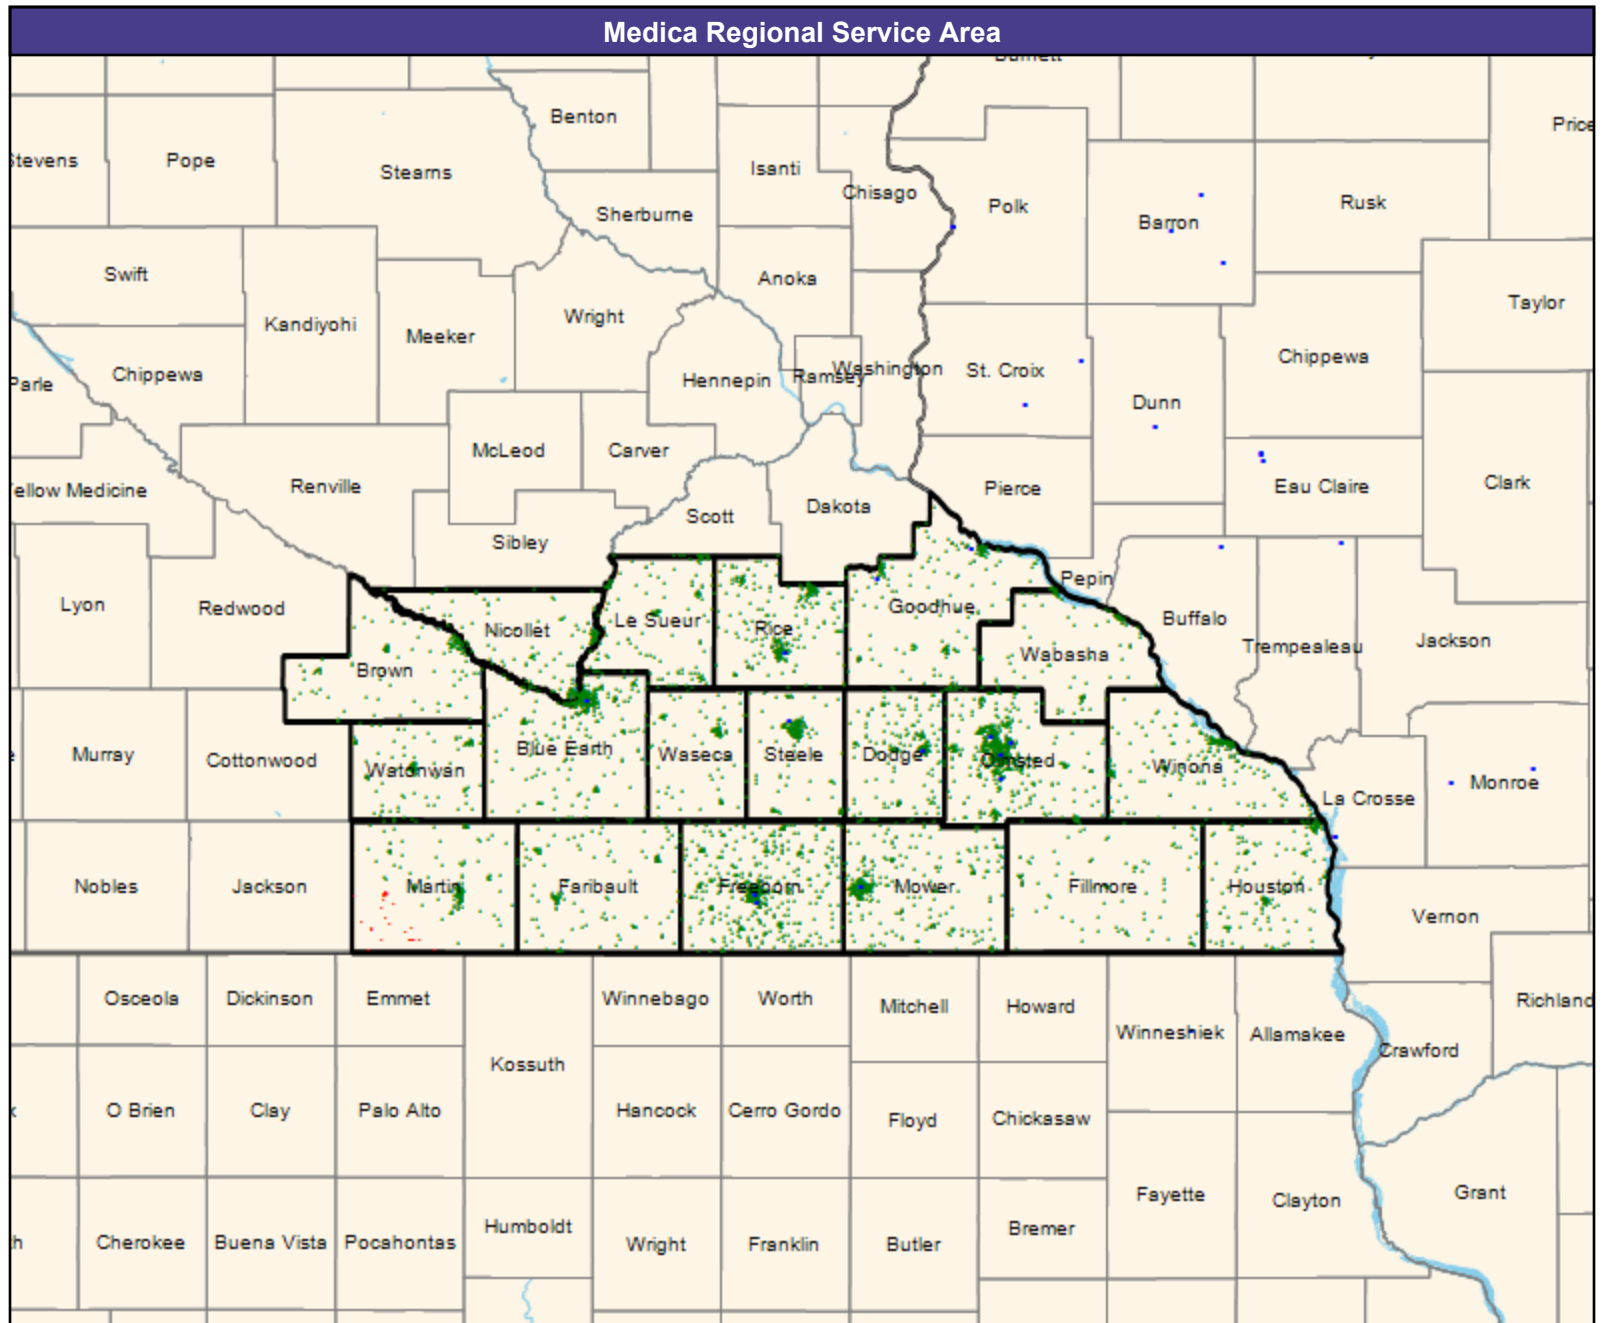 Medica Regional Service Area
Benton
Price
Stevens
Pope
Stearns
Isanti
Chisago
Polk
Barron
Rusk
Sherburne
Swift
Anoka
Taylor
Kandiyohi
Meeker
Wright
Chippewa
Hennepin
Ramsey
Washington
St. Croix
Chippewa
Parle
Dunn
McLeod
Carver
Renville
ellow Medicine
Pierce
Eau Claire
Clark
Scott
Dakota
Sibley
Pepin
Lyon
Redwood
Nicollet
Le Sueur
Rice
Goodhue
Buffalo
Trempealeau
Jackson
Brown
Wabasha
Murray
Cottonwood
Watonwan
Blue Earth
Waseca
Steele
Dodge
Olmsted
Winona
La Crosse
Monroe
Nobles
Jackson
Martin
Faribault
Freeborn
Mower
Fillmore
Houston
Vernon
Osceola
Dickinson
Emmet
Winnebago
Worth
Mitchell
Howard
Winneshiek
Allamakee
Richland
Crawford
Kossuth
O Brien
Clay
Palo Alto
Hancock
Cerro Gordo
Floyd
Chickasaw
Fayette
Clayton
Grant
h
Cherokee
Buena Vista
Pocahontas
Humboldt
Wright
Franklin
Butler
Bremer